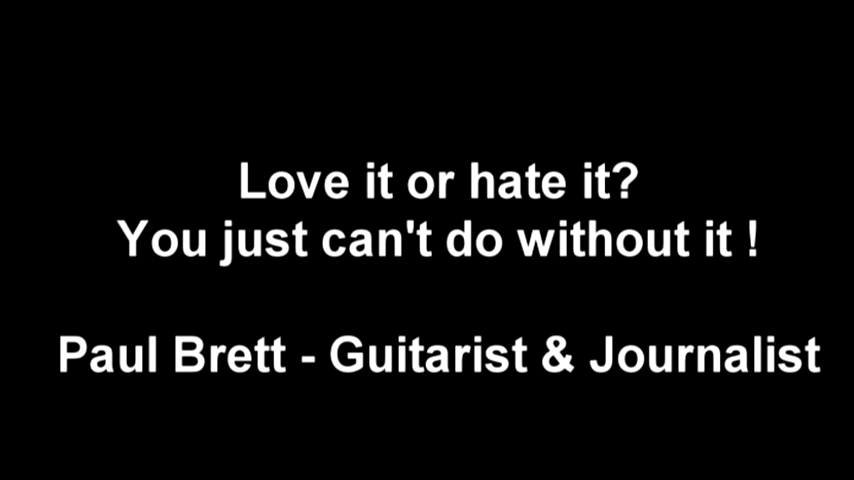 Love it or hate it?
You just can't do without it !
Paul Brett - Guitarist & Journalist